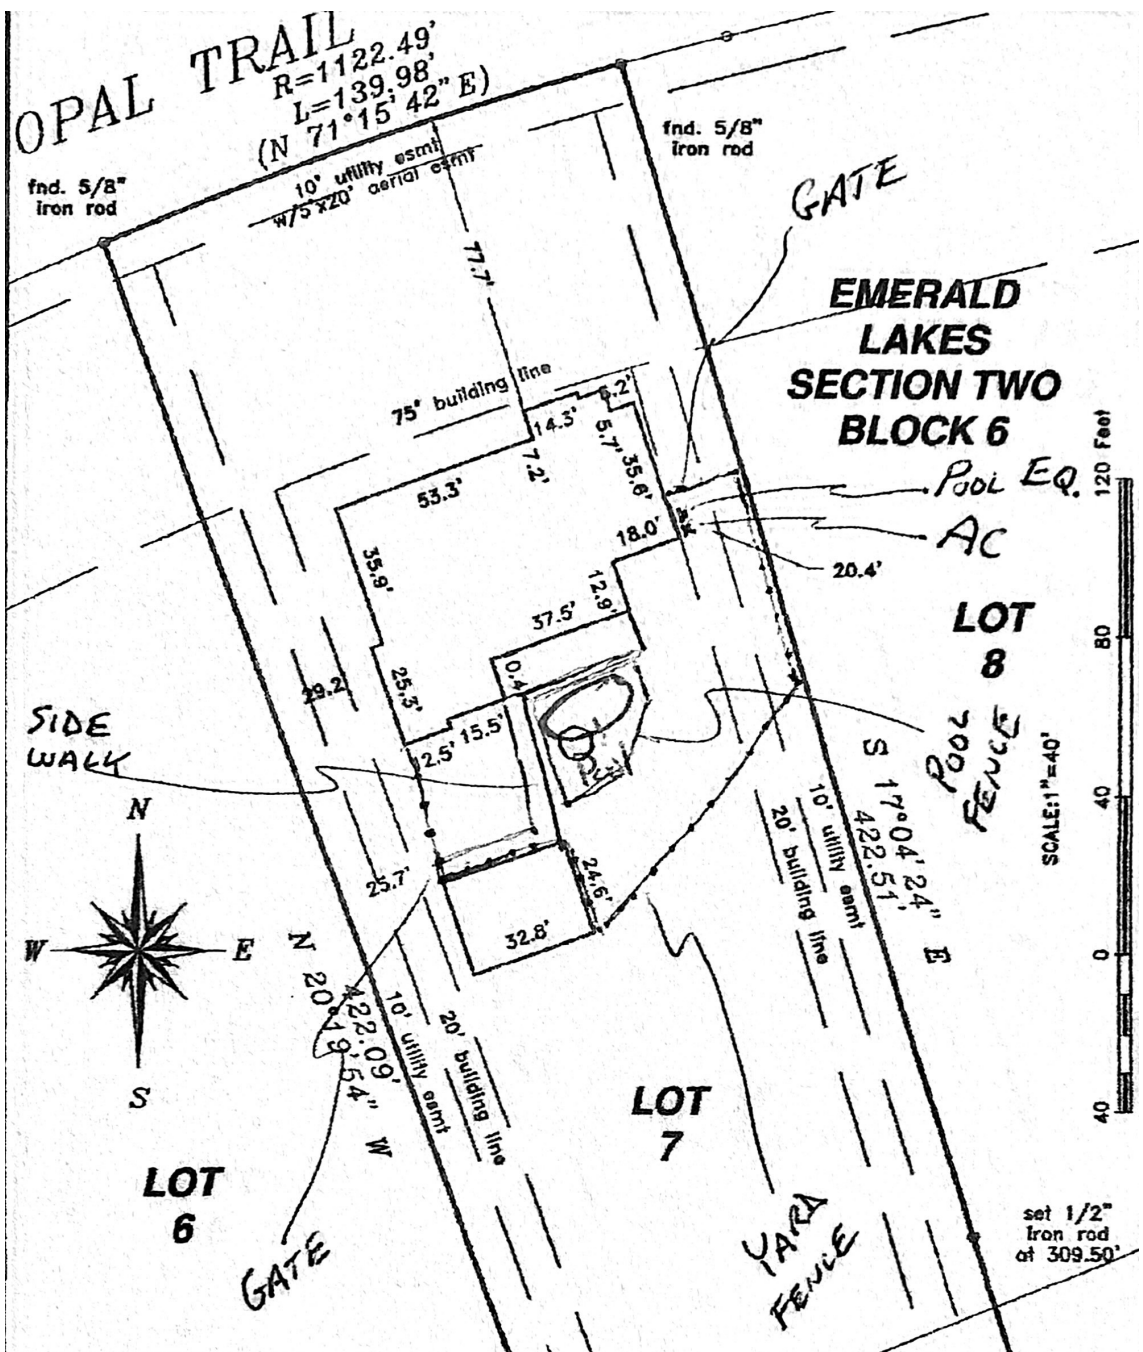 OPAL TRAIL
R=1122.49'
L=139.98'
(N 71°15'42" E)
fnd. 5/8"
iron rod
fnd. 5/8"
iron rod
10' utility esmt
w/5'x20' aerial esmt
77.7'
GATE
EMERALD
LAKES
SECTION TWO
BLOCK 6
75' building line
14.3'
6.2'
5.7'
7.2'
35.6'
53.3'
POOL EQ.
AC
18.0'
20.4'
12.9'
35.9'
37.5'
0.4'
LOT
8
29.2'
25.3'
15.5'
2.5'
SIDE
WALK
POOL
FENCE
120 Feet
80
40
0
40
SCALE:1"=40'
S 17°04'24" E
422.51'
10' utility esmt
20' building line
24.6'
25.7'
32.8'
N
W
E
S
N 20°19'54" W
422.09'
10' utility esmt
20' building line
LOT
7
LOT
6
GATE
YARD
FENCE
set 1/2"
iron rod
at 309.50'